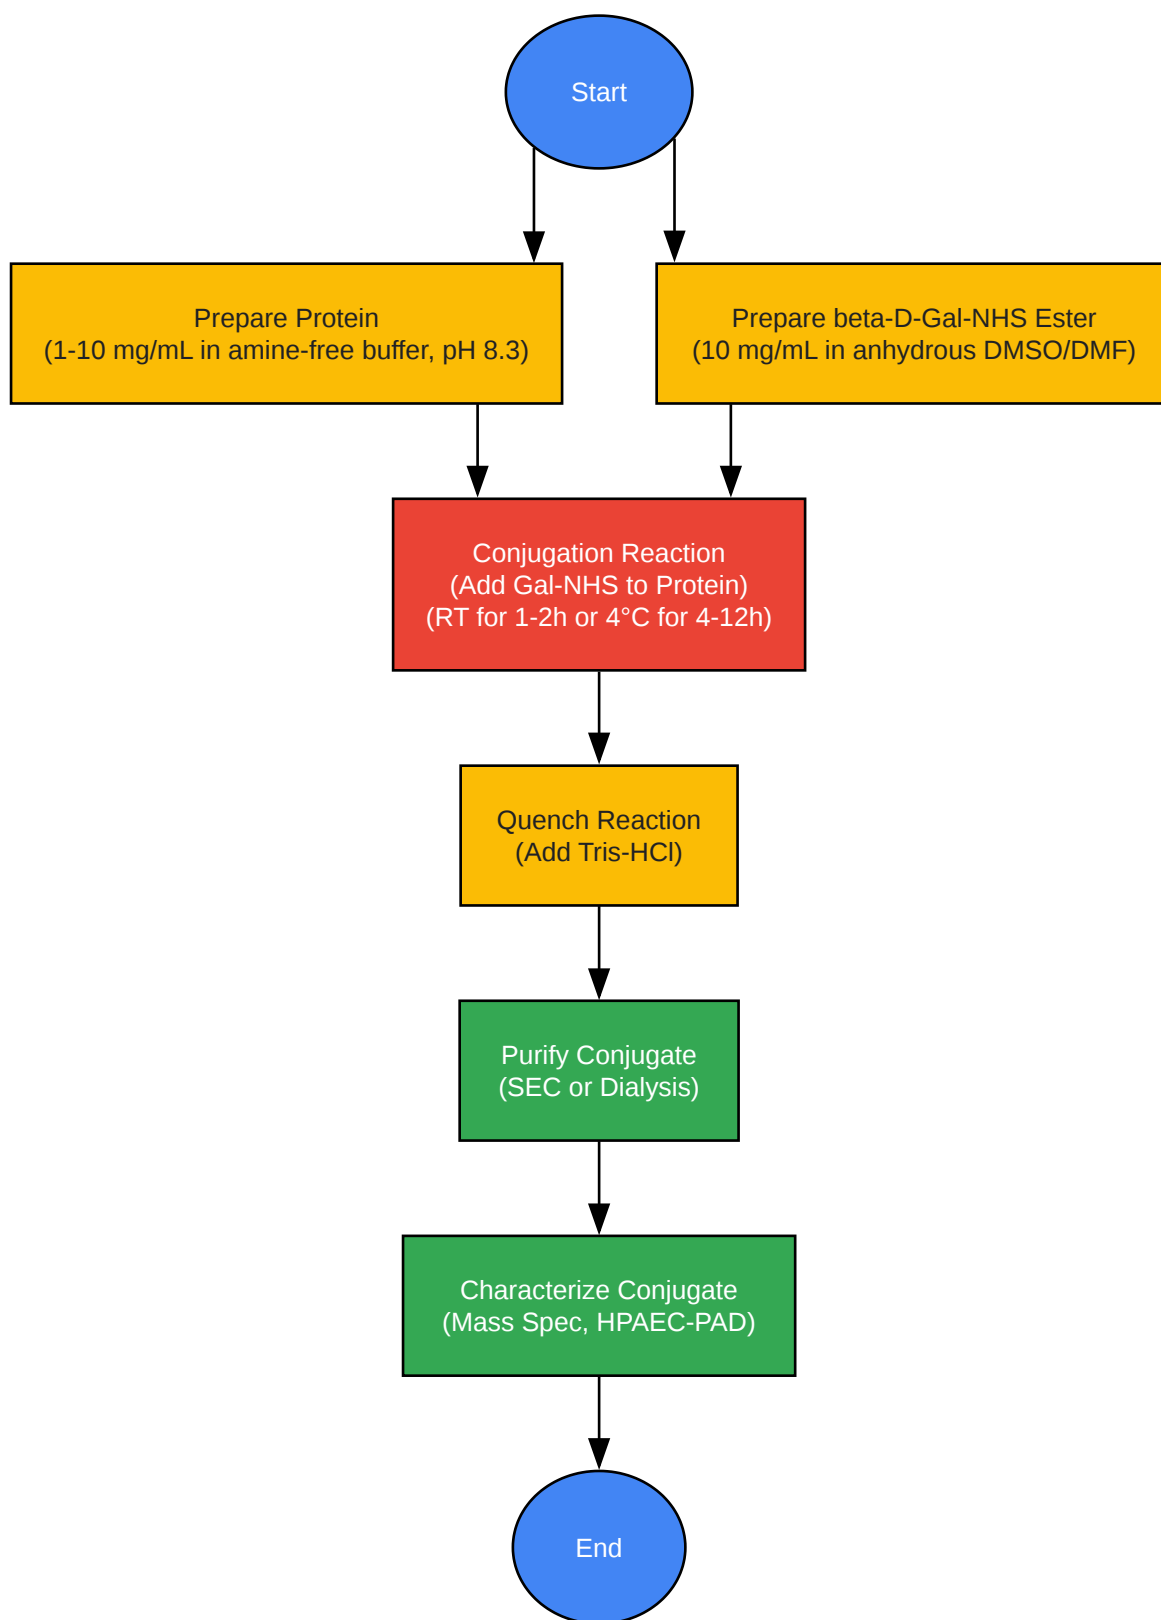 Start
Prepare Protein
(1-10 mg/mL in amine-free buffer, pH 8.3)
Prepare beta-D-Gal-NHS Ester
(10 mg/mL in anhydrous DMSO/DMF)
Conjugation Reaction
(Add Gal-NHS to Protein)
(RT for 1-2h or 4°C for 4-12h)
Quench Reaction
(Add Tris-HCl)
Purify Conjugate
(SEC or Dialysis)
Characterize Conjugate
(Mass Spec, HPAEC-PAD)
End